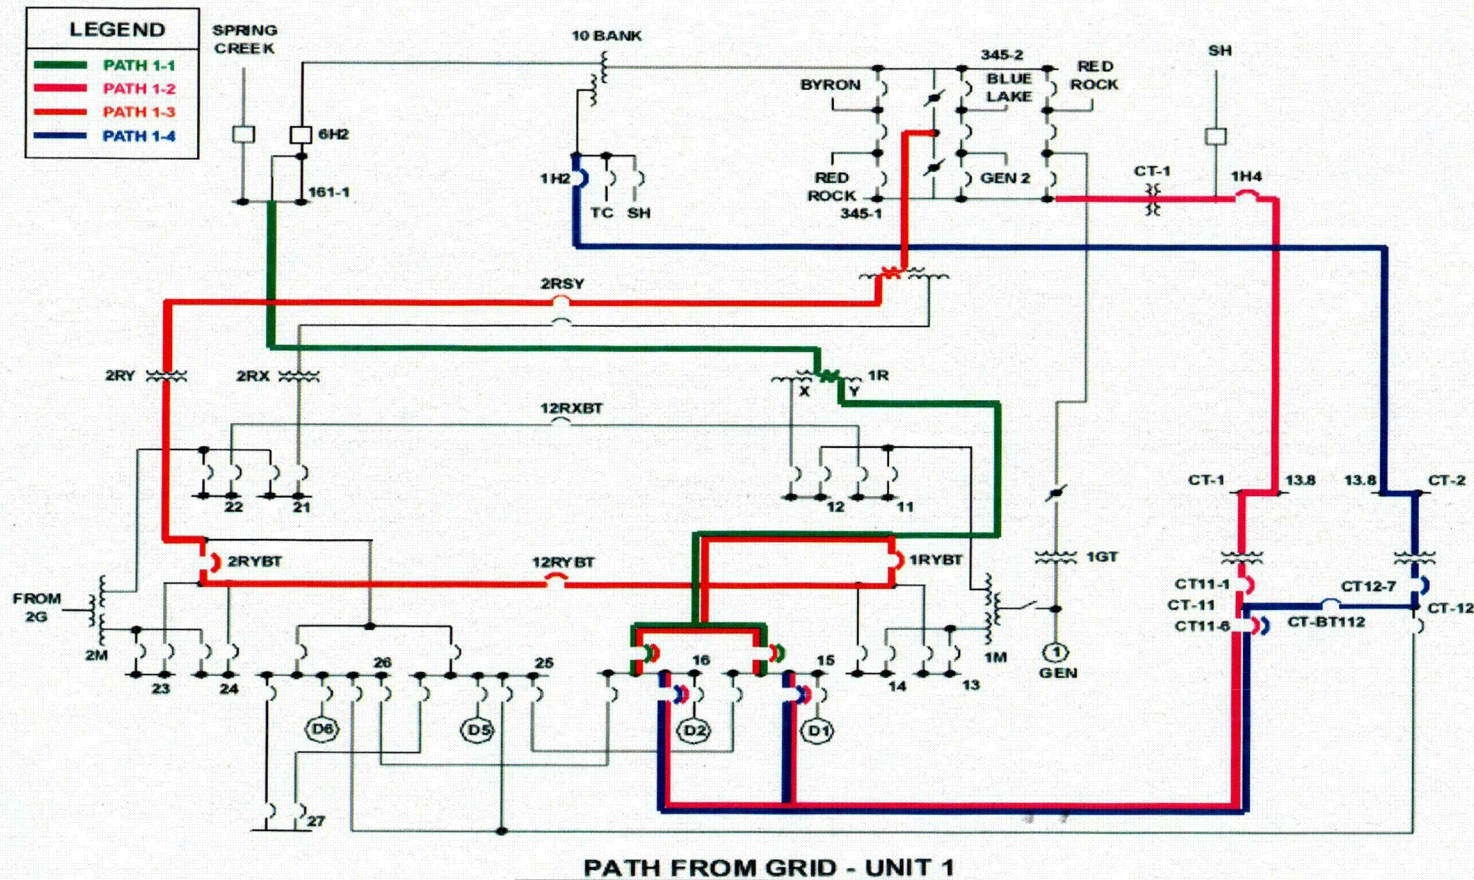 LEGEND
PATH 1-1
PATH 1-2
PATH 1-3
PATH 1-4
SPRING
CREEK
10 BANK
345-2
SH
BYRON
BLUE
LAKE
RED
ROCK
6H2
161-1
1H2
TC
SH
RED
ROCK
345-1
GEN 2
CT-1
1H4
2RSY
2RY
2RX
1R
X
Y
12RXBT
22
21
12
11
CT-1
13.8
13.8
CT-2
2RYBT
12RYBT
1RYBT
1GT
FROM
2G
2M
CT11-1
CT-11
CT11-6
CT12-7
CT-BT112
CT-12
1
GEN
1M
23
24
26
25
16
15
14
13
D6
D5
D2
D1
27
PATH FROM GRID - UNIT 1